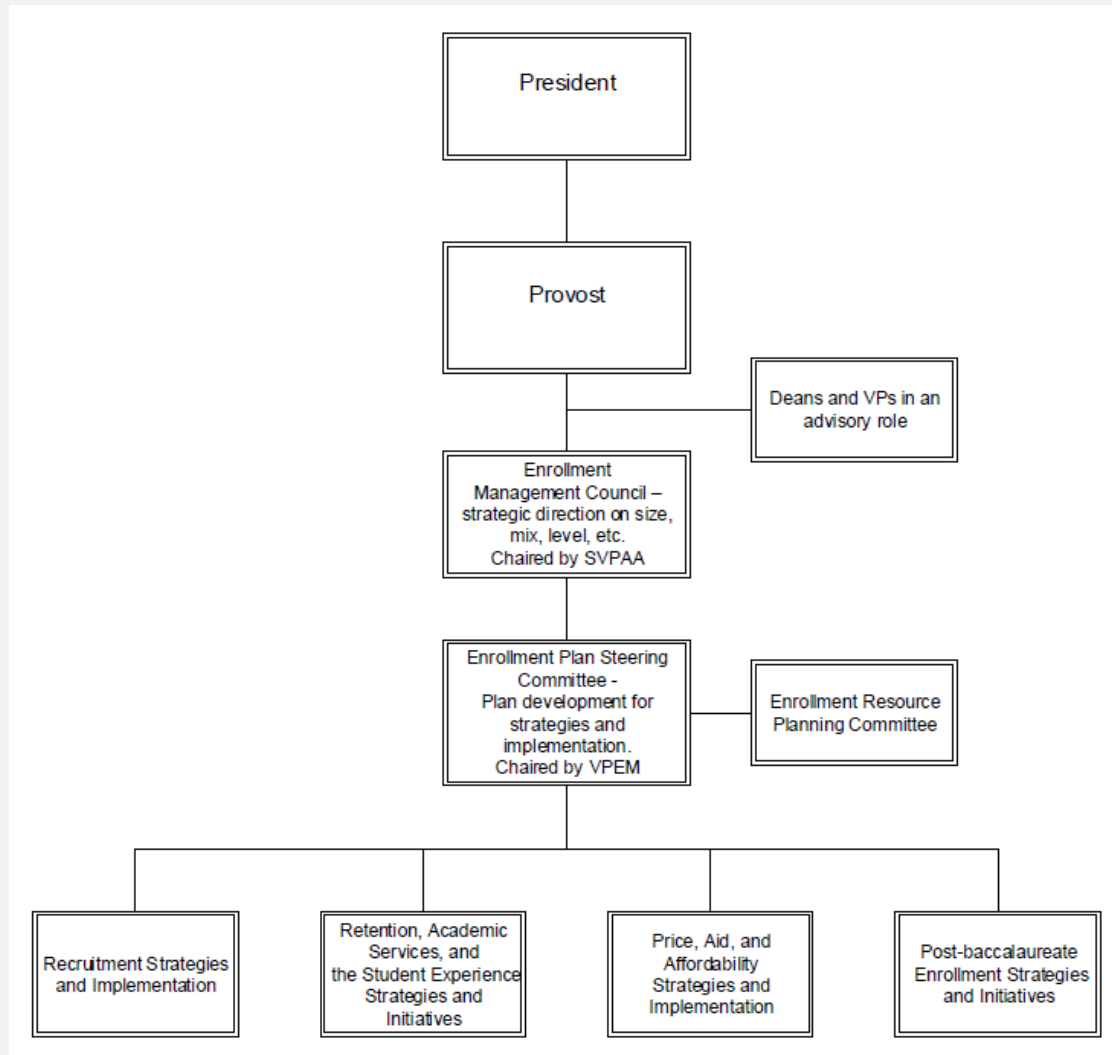 President
Provost
Deans and VPs in an
advisory role
Enrollment
Management Council –
strategic direction on size,
mix, level, etc.
Chaired by SVPAA
Enrollment Plan Steering
Committee -
Plan development for
strategies and
implementation.
Chaired by VPEM
Enrollment Resource
Planning Committee
Recruitment Strategies
and Implementation
Retention, Academic
Services, and
the Student Experience
Strategies and
Initiatives
Price, Aid, and
Affordability
Strategies and
Implementation
Post-baccalaureate
Enrollment Strategies
and Initiatives